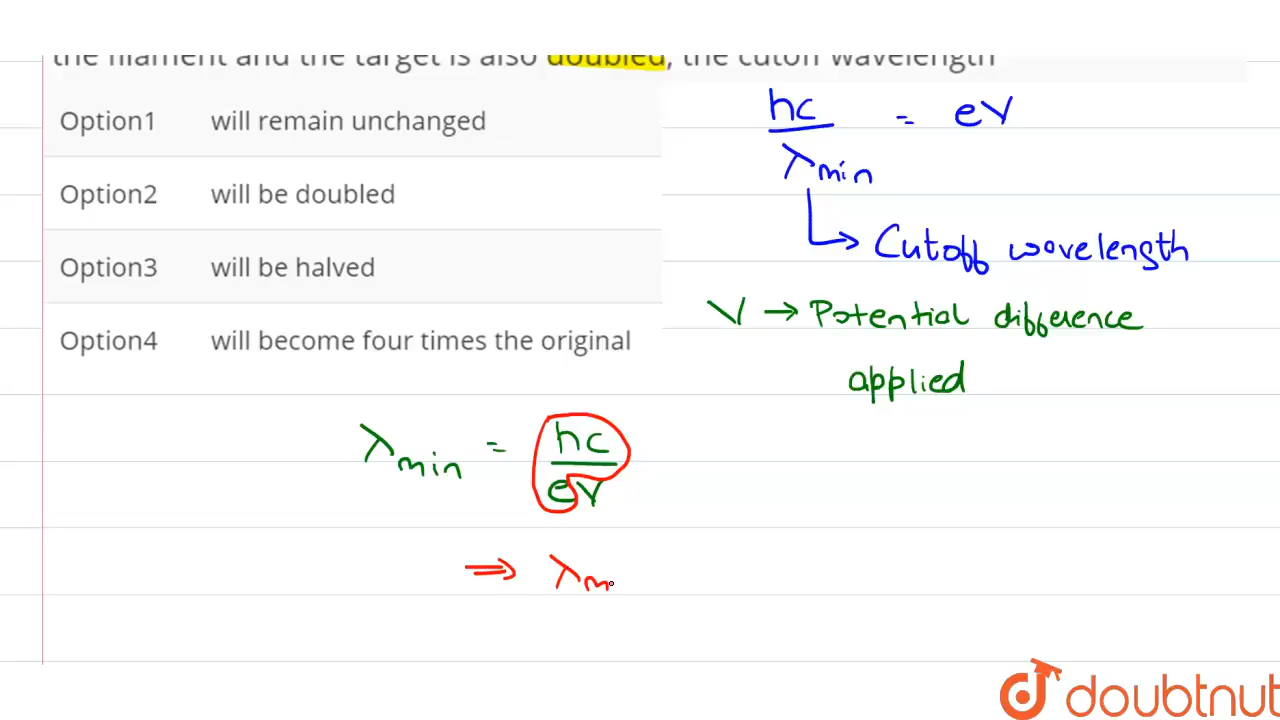 the filament and the target is also doubled, the cutoff wavelength
Option1 will remain unchanged
Option2 will be doubled
Option3 will be halved
Option4 will become four times the original
hc / λmin = eV
Cutoff wavelength
V → Potential difference
applied
λmin = hc / eV
⇒ λm
doubtnut